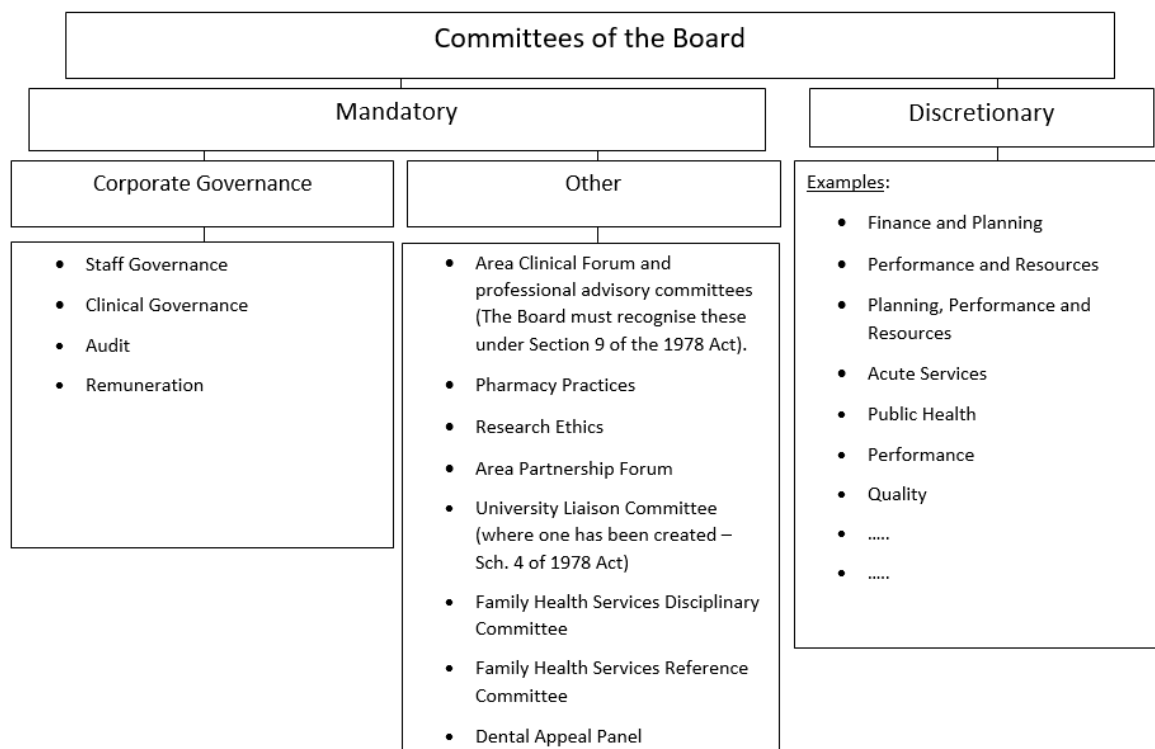 Committees of the Board
Mandatory
Discretionary
Corporate Governance
Other
• Staff Governance
• Clinical Governance
• Audit
• Remuneration
• Area Clinical Forum and
professional advisory committees
(The Board must recognise these
under Section 9 of the 1978 Act).
• Pharmacy Practices
• Research Ethics
• Area Partnership Forum
• University Liaison Committee
(where one has been created –
Sch. 4 of 1978 Act)
• Family Health Services Disciplinary
Committee
• Family Health Services Reference
Committee
• Dental Appeal Panel
Examples:
• Finance and Planning
• Performance and Resources
• Planning, Performance and
Resources
• Acute Services
• Public Health
• Performance
• Quality
• .....
• .....